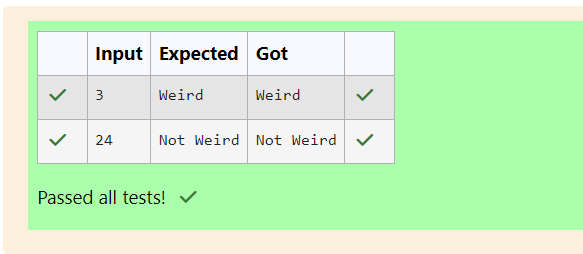 Input Expected Got
3 Weird Weird
24 Not Weird Not Weird
Passed all tests!